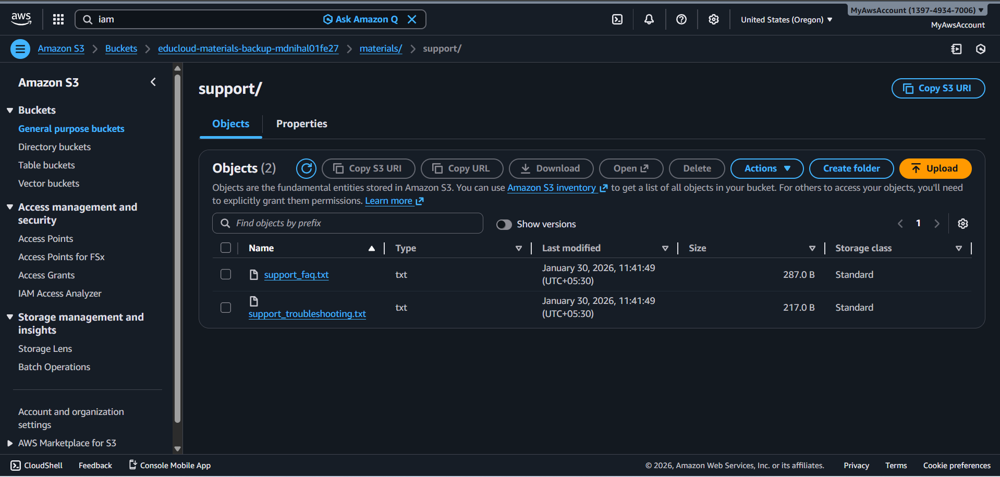 aws
iam
Ask Amazon Q
United States (Oregon)
MyAwsAccount (1397-4934-7006)
MyAwsAccount
Amazon S3
Buckets
educloud-materials-backup-mdnihal01fe27
materials/
support/
Amazon S3
Buckets
General purpose buckets
Directory buckets
Table buckets
Vector buckets
Access management and
security
Access Points
Access Points for FSx
Access Grants
IAM Access Analyzer
Storage management and
insights
Storage Lens
Batch Operations
Account and organization
settings
AWS Marketplace for S3
support/
Copy S3 URI
Objects
Properties
Objects (2)
Copy S3 URI
Copy URL
Download
Open
Delete
Actions
Create folder
Upload
Objects are the fundamental entities stored in Amazon S3. You can use Amazon S3 inventory to get a list of all objects in your bucket. For others to access your objects, you'll need
to explicitly grant them permissions. Learn more
Find objects by prefix
Show versions
1
Name Type Last modified Size Storage class
support_faq.txt txt January 30, 2026, 11:41:49 287.0 B Standard
(UTC+05:30)
support_troubleshooting.txt txt January 30, 2026, 11:41:49 217.0 B Standard
(UTC+05:30)
CloudShell
Feedback
Console Mobile App
© 2026, Amazon Web Services, Inc. or its affiliates.
Privacy
Terms
Cookie preferences